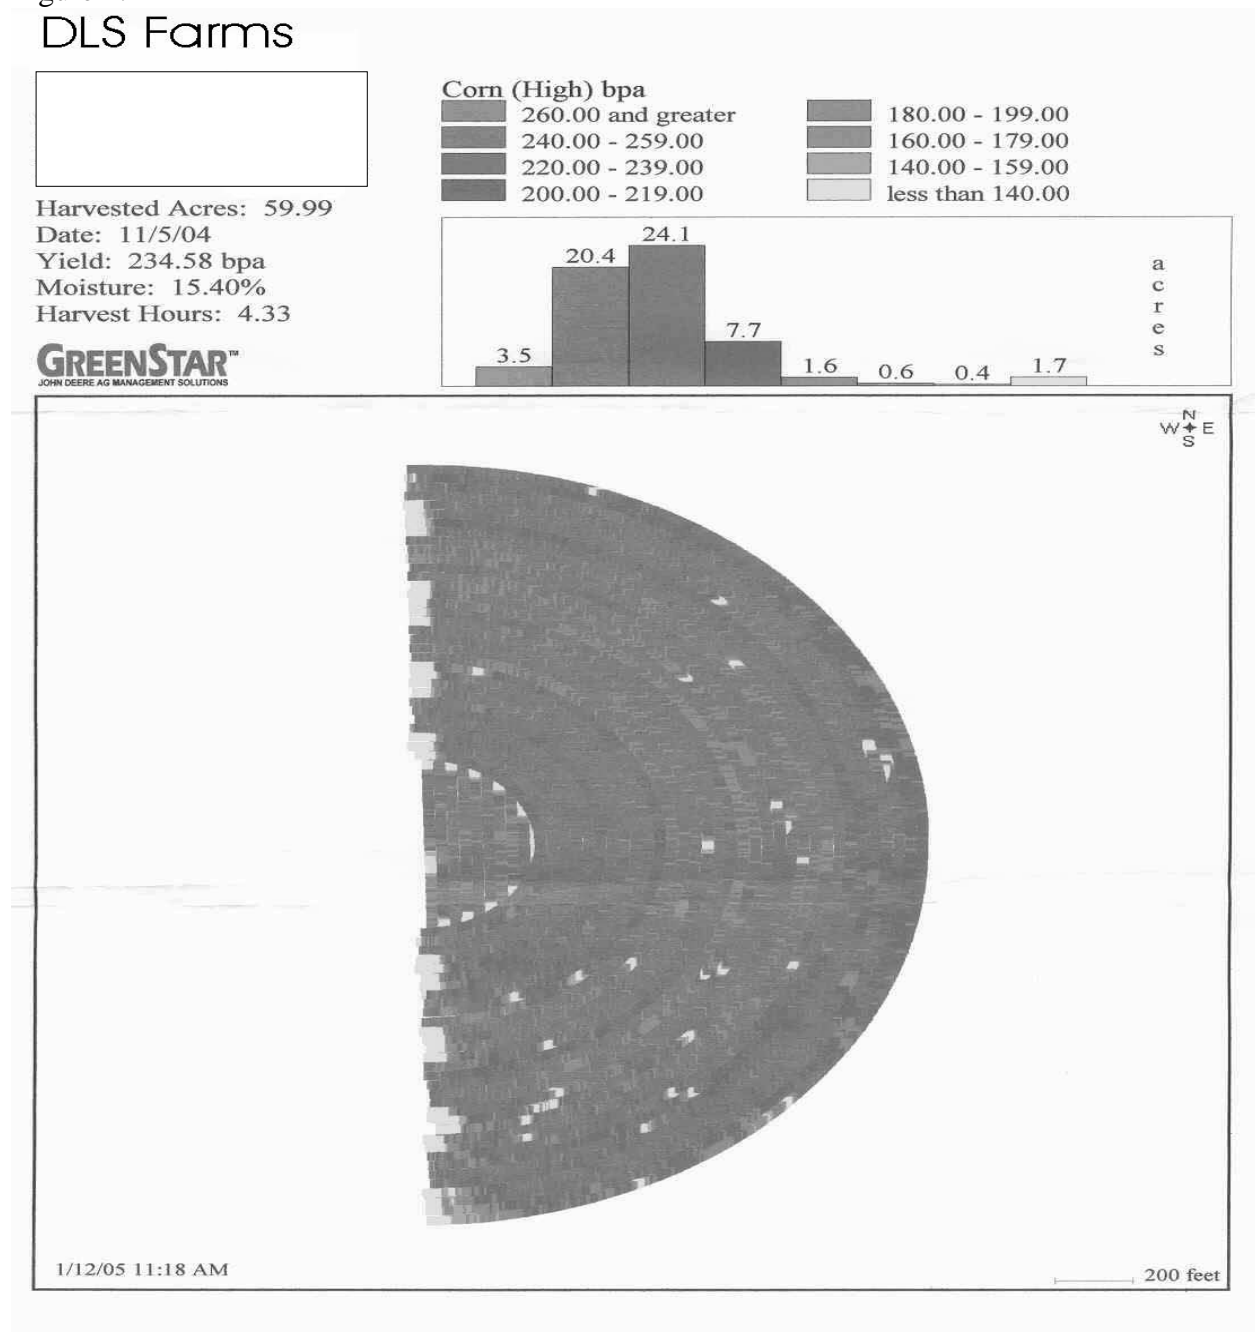 DLS Farms
Corn (High) bpa
260.00 and greater
240.00 - 259.00
220.00 - 239.00
200.00 - 219.00
180.00 - 199.00
160.00 - 179.00
140.00 - 159.00
less than 140.00
Harvested Acres: 59.99
Date: 11/5/04
Yield: 234.58 bpa
Moisture: 15.40%
Harvest Hours: 4.33
GREENSTAR™
JOHN DEERE AG MANAGEMENT SOLUTIONS
3.5
20.4
24.1
7.7
1.6
0.6
0.4
1.7
acres
N
W E
S
1/12/05 11:18 AM
200 feet